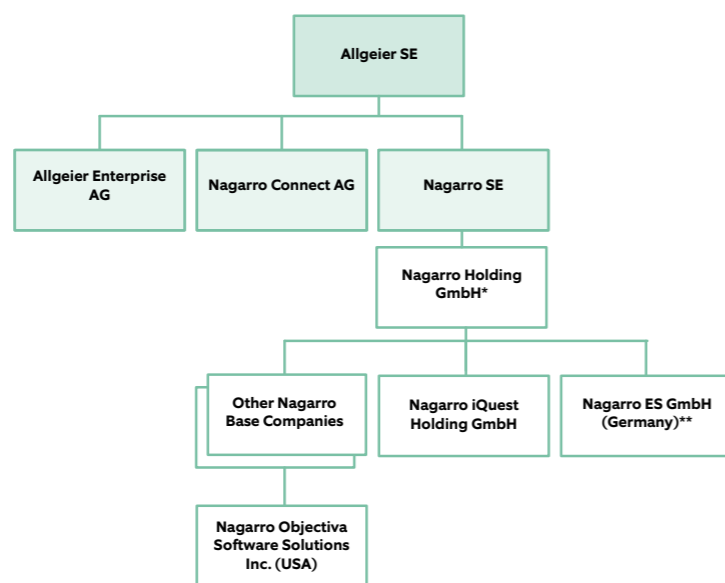 Allgeier SE
Allgeier Enterprise
AG
Nagarro Connect AG
Nagarro SE
Nagarro Holding
GmbH*
Other Nagarro
Base Companies
Nagarro iQuest
Holding GmbH
Nagarro ES GmbH
(Germany)**
Nagarro Objectiva
Software Solutions
Inc. (USA)